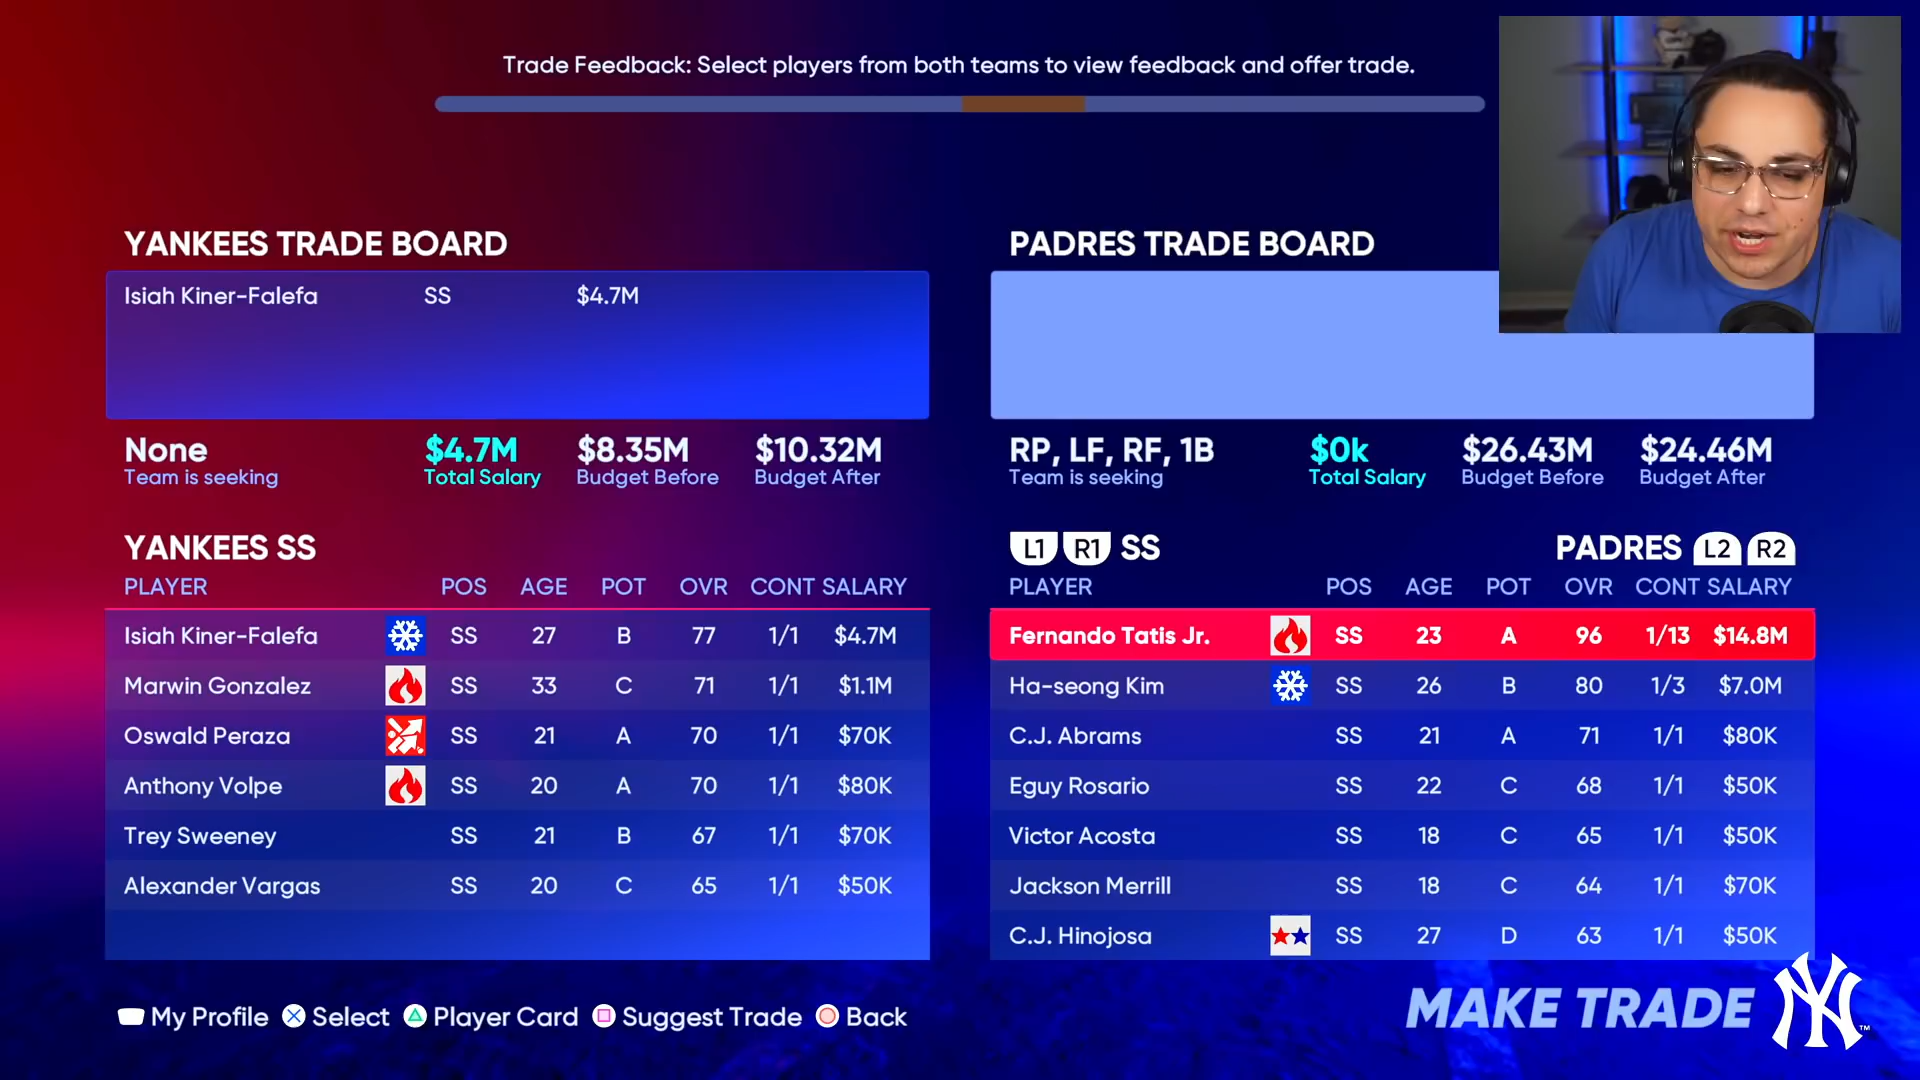 Trade Feedback: Select players from both teams to view feedback and offer trade.
YANKEES TRADE BOARD
Isiah Kiner-Falefa SS $4.7M
None $4.7M $8.35M $10.32M
Team is seeking Total Salary Budget Before Budget After
PADRES TRADE BOARD
RP, LF, RF, 1B $0k $26.43M $24.46M
Team is seeking Total Salary Budget Before Budget After
YANKEES SS
PLAYER POS AGE POT OVR CONT SALARY
Isiah Kiner-Falefa SS 27 B 77 1/1 $4.7M
Marwin Gonzalez SS 33 C 71 1/1 $1.1M
Oswald Peraza SS 21 A 70 1/1 $70K
Anthony Volpe SS 20 A 70 1/1 $80K
Trey Sweeney SS 21 B 67 1/1 $70K
Alexander Vargas SS 20 C 65 1/1 $50K
L1 R1 SS PADRES L2 R2
PLAYER POS AGE POT OVR CONT SALARY
Fernando Tatis Jr. SS 23 A 96 1/13 $14.8M
Ha-seong Kim SS 26 B 80 1/3 $7.0M
C.J. Abrams SS 21 A 71 1/1 $80K
Eguy Rosario SS 22 C 68 1/1 $50K
Victor Acosta SS 18 C 65 1/1 $50K
Jackson Merrill SS 18 C 64 1/1 $70K
C.J. Hinojosa SS 27 D 63 1/1 $50K
My Profile Select Player Card Suggest Trade Back
MAKE TRADE NY™